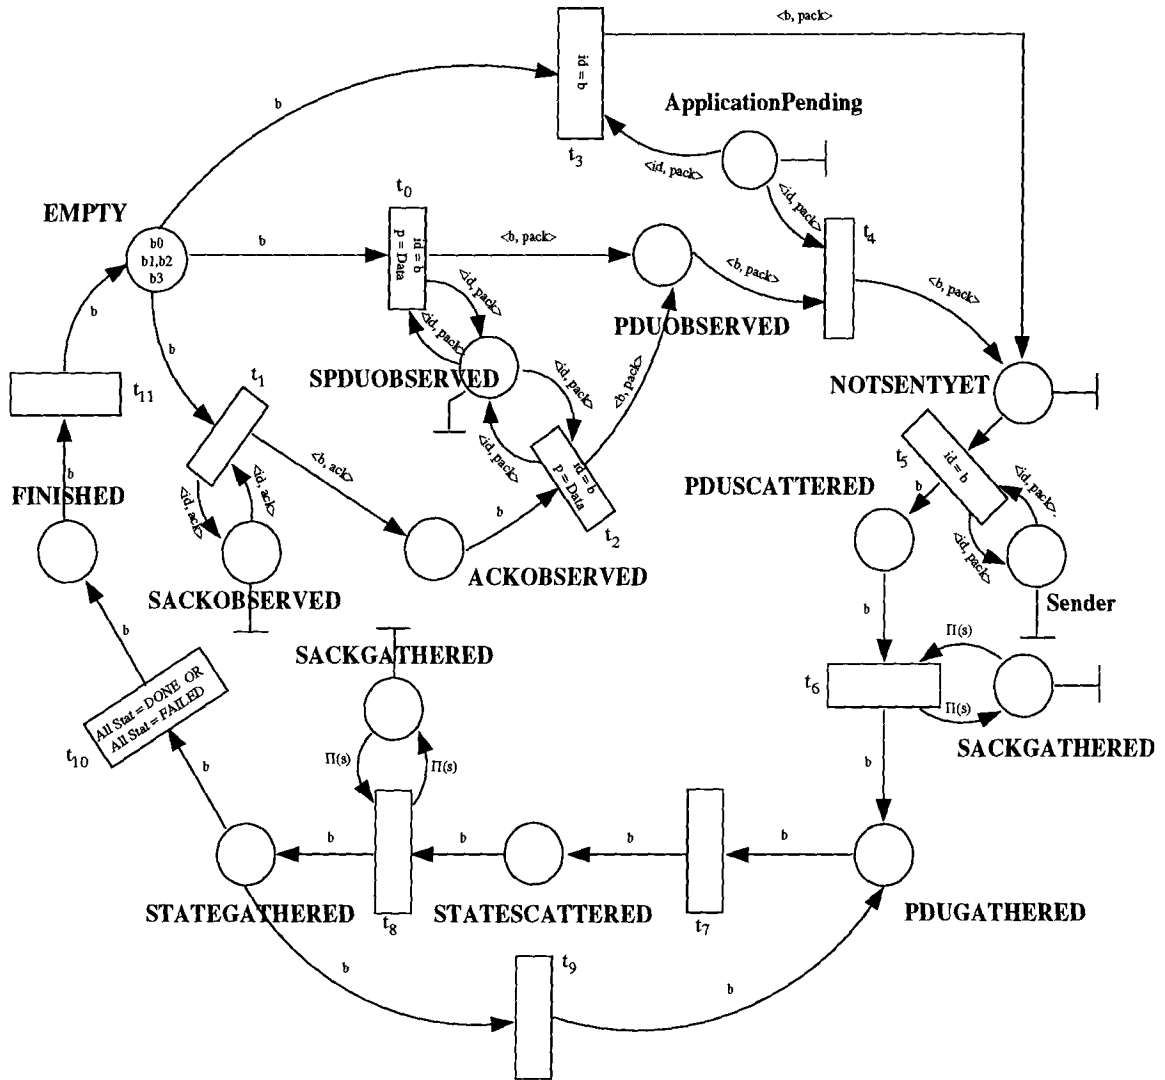 <b, pack>
id = b
b
ApplicationPending
t3
<id, pack>
<id, pack>
t0
EMPTY
b0
b1,b2
b3
b
id = b
p = Data
<b, pack>
t4
<id, pack>
<b, pack>
<b, pack>
<id, pack>
PDUOBSERVED
b
b
t1
SPDUOBSERVED
<id, pack>
<b, pack>
NOTSENTYET
t11
<id, pack>
id = b
p = Data
t5
id = b
b
<b, ack>
<id, ack>
<id, ack>
b
FINISHED
PDUSCATTERED
b
<id, pack>.
t2
<id, pack>
ACKOBSERVED
SACKOBSERVED
Sender
b
b
Π(s)
SACKGATHERED
t6
Π(s)
All Stat = DONE OR
All Stat = FAILED
t10
SACKGATHERED
b
b
Π(s)
Π(s)
b
b
b
b
STATEGATHERED
t8
STATESCATTERED
t7
PDUGATHERED
b
t9
b